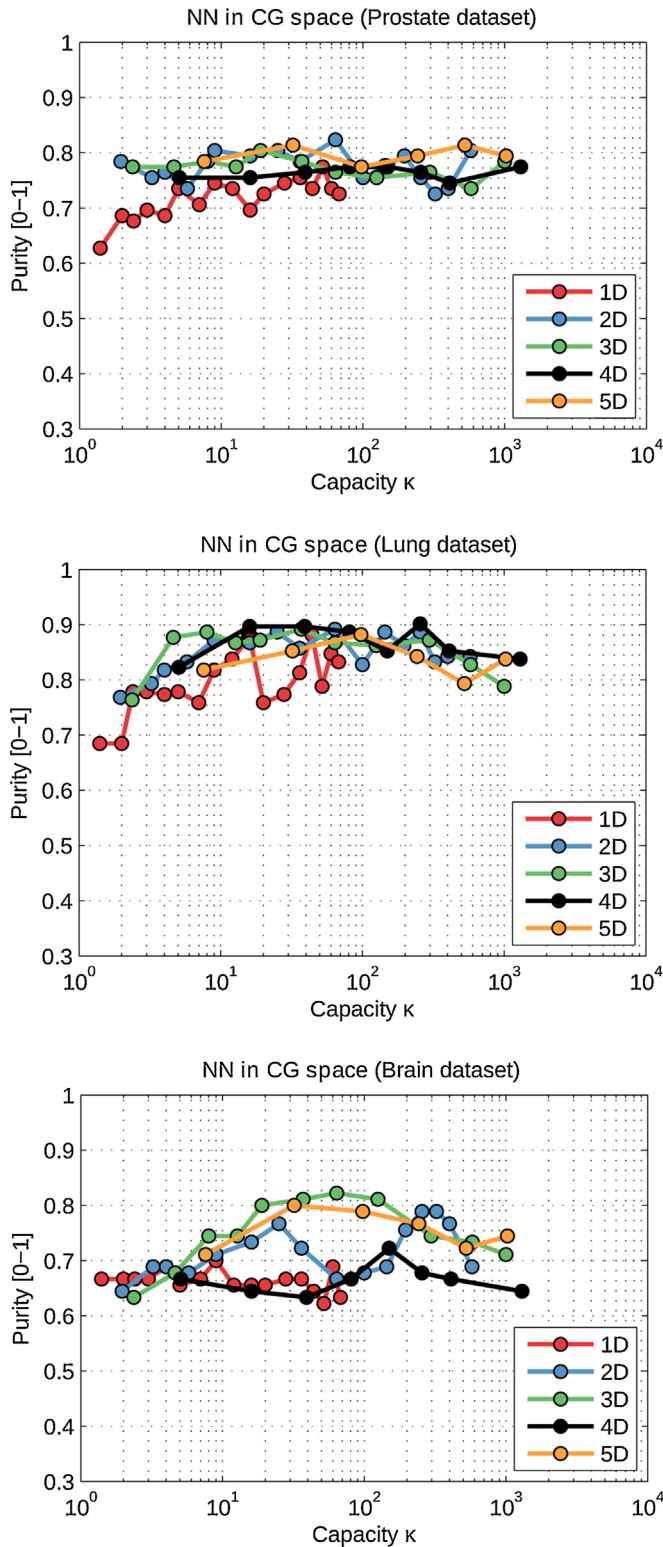 NN in CG space (Prostate dataset)
1
0.9
0.8
0.7
0.6
0.5
0.4
0.3
Purity [0−1]
1D
2D
3D
4D
5D
10^0 10^1 10^2 10^3 10^4
Capacity κ
NN in CG space (Lung dataset)
1
0.9
0.8
0.7
0.6
0.5
0.4
0.3
Purity [0−1]
1D
2D
3D
4D
5D
10^0 10^1 10^2 10^3 10^4
Capacity κ
NN in CG space (Brain dataset)
1
0.9
0.8
0.7
0.6
0.5
0.4
0.3
Purity [0−1]
1D
2D
3D
4D
5D
10^0 10^1 10^2 10^3 10^4
Capacity κ